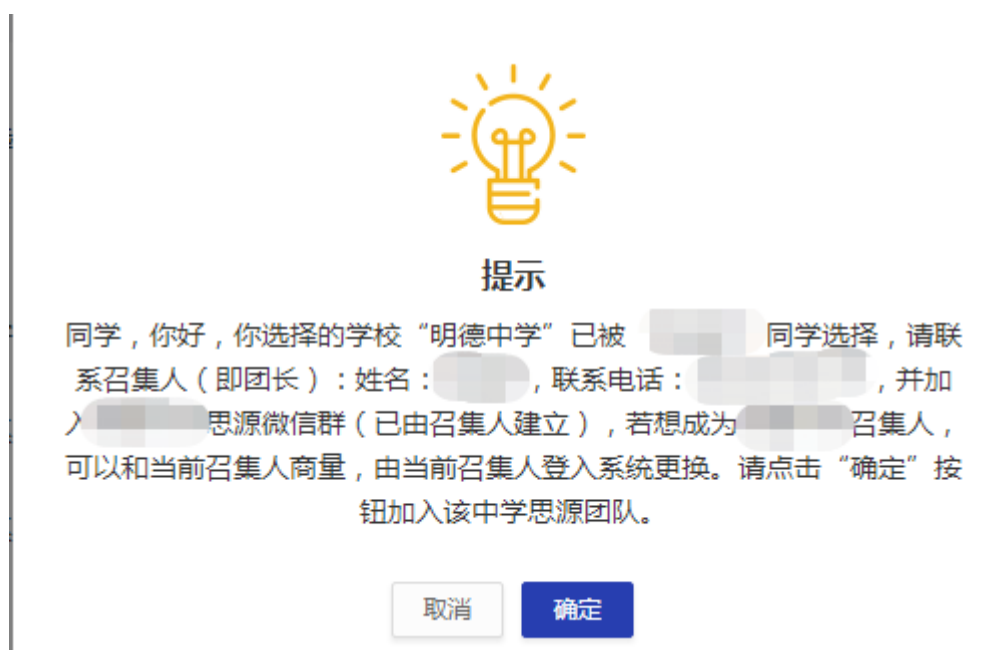 提示
同学，你好，你选择的学校“明德中学”已被 同学选择，请联
系召集人（即团长）：姓名： ，联系电话： ，并加
入 思源微信群（已由召集人建立），若想成为 召集人，
可以和当前召集人商量，由当前召集人登入系统更换。请点击“确定”按
钮加入该中学思源团队。
取消 确定